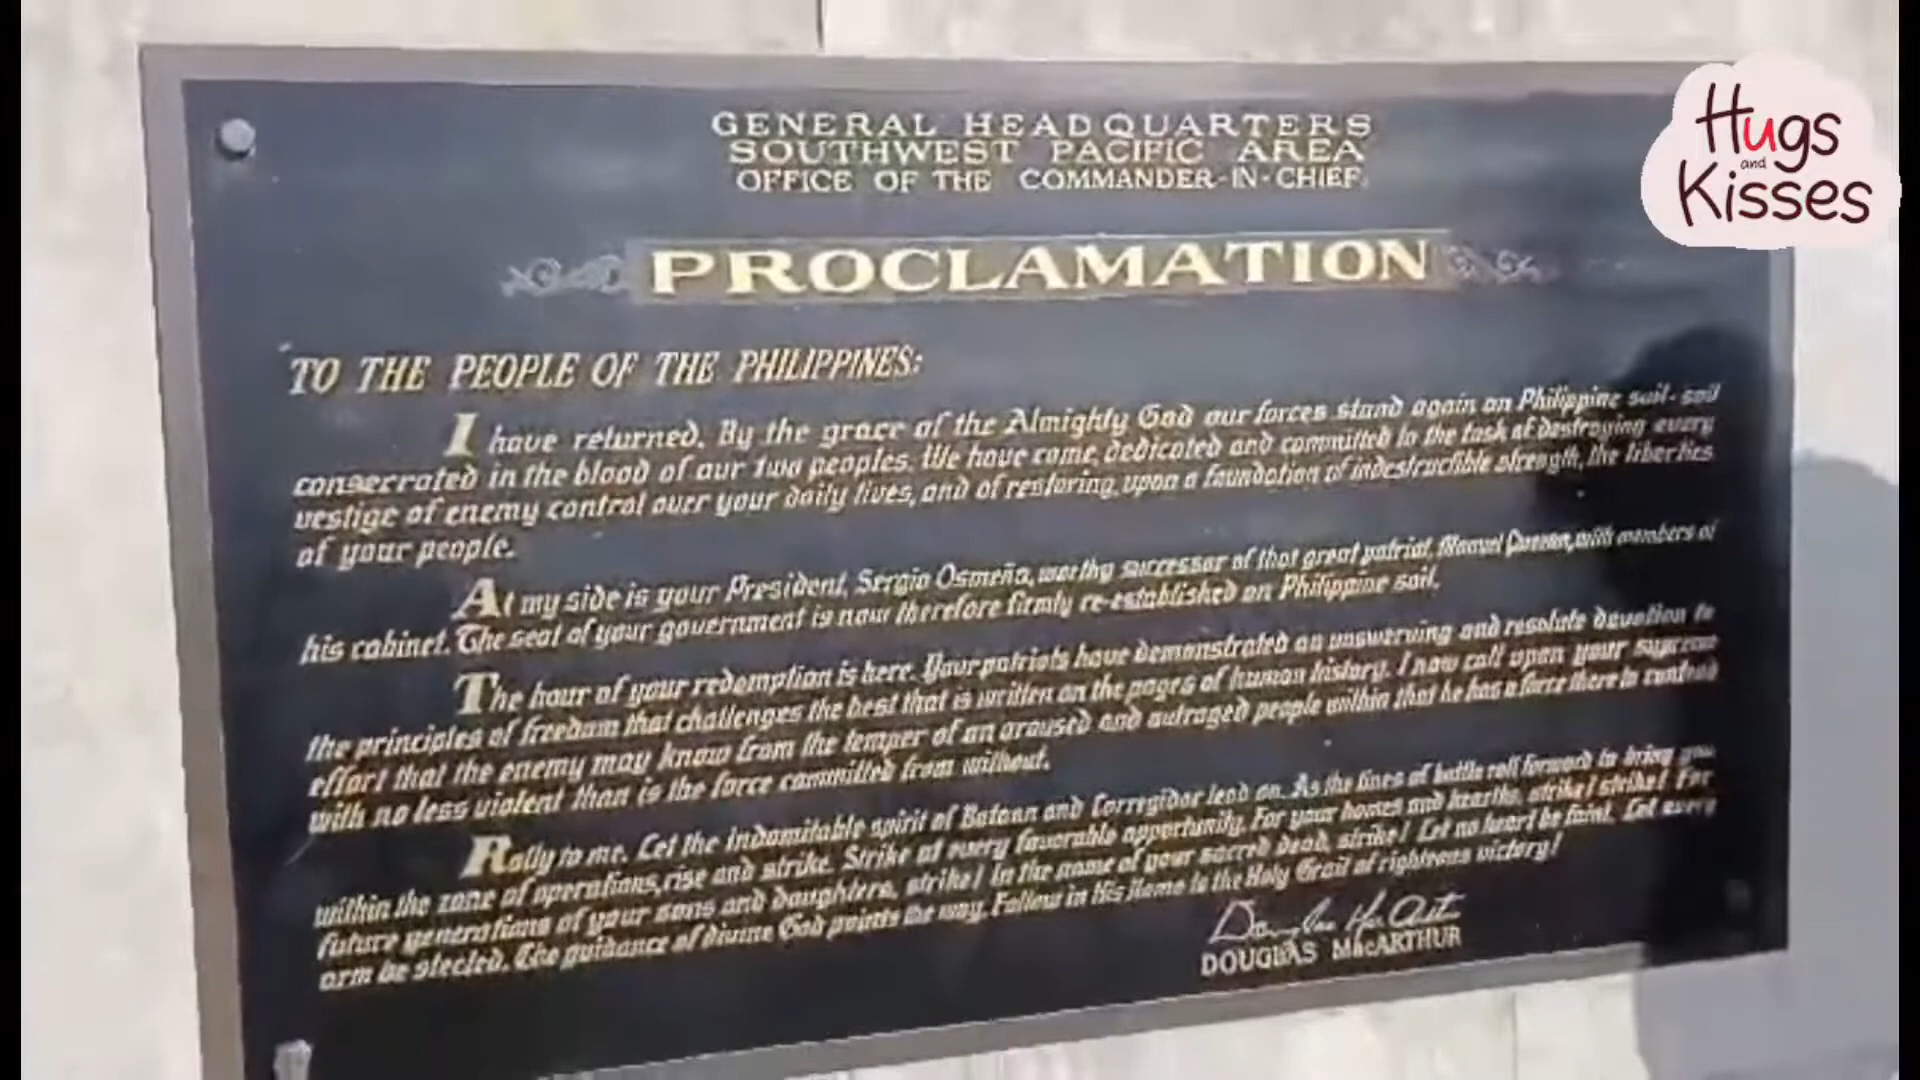 GENERAL HEADQUARTERS
SOUTHWEST PACIFIC AREA
OFFICE OF THE COMMANDER-IN-CHIEF
PROCLAMATION
TO THE PEOPLE OF THE PHILIPPINES:
I have returned. By the grace of the Almighty God our forces stand again on Philippine soil - soil
consecrated in the blood of our two peoples. We have come, dedicated and committed to the task of destroying every
vestige of enemy control over your daily lives, and of restoring, upon a foundation of indestructible strength, the liberties
of your people.
At my side is your President, Sergio Osmeña, worthy successor of that great patriot, Manuel Quezon, with members of
his cabinet. The seat of your government is now therefore firmly re-established on Philippine soil.
The hour of your redemption is here. Your patriots have demonstrated an unswerving and resolute devotion to
the principles of freedom that challenges the best that is written on the pages of human history. I now call upon your supreme
effort that the enemy may know from the temper of an aroused and outraged people within that he has a force there to contend
with no less violent than is the force committed from without.
Rally to me. Let the indomitable spirit of Bataan and Corregidor lead on. As the lines of battle roll forward to bring you
within the zone of operations, rise and strike. Strike at every favorable opportunity. For your homes and hearths, strike! strike! For
future generations of your sons and daughters, strike! In the name of your sacred dead, strike! Let no heart be faint. Let every
arm be steeled. The guidance of divine God points the way. Follow in His Name to the Holy Grail of righteous victory!
Douglas MacArthur
DOUGLAS MacARTHUR
Hugs
and
Kisses